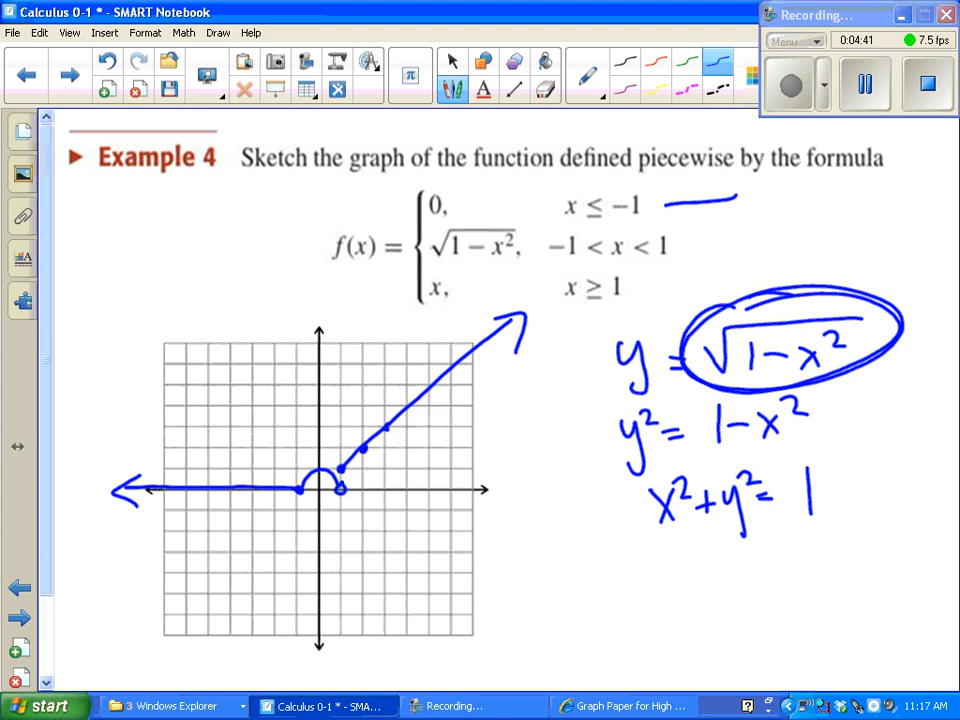 Calculus 0-1 * - SMART Notebook
Recording...
File Edit View Insert Format Math Draw Help
Menu
00:04:41
7.5 fps
Example 4 Sketch the graph of the function defined piecewise by the formula
0, x ≤ −1
f(x) = √1 − x², −1 < x < 1
x, x ≥ 1
y = √1 − x²
y² = 1 − x²
x² + y² = 1
start
3 Windows Explorer
Calculus 0-1 * - SMA...
Recording...
Graph Paper for High ...
11:17 AM